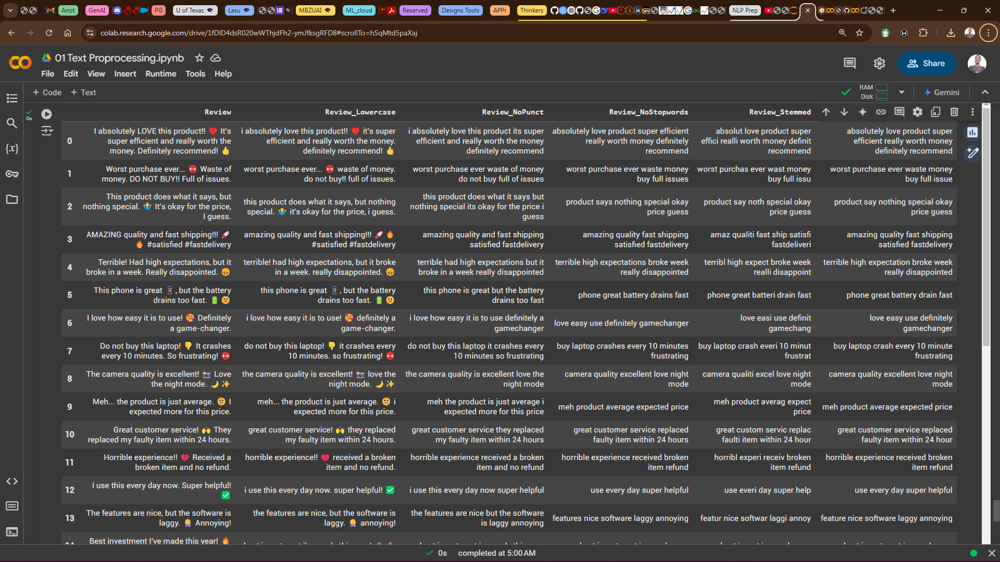 Anot
GenAI
PG
U of Texas 🎓
Lasu 🎓
MBZUAI 🎓
ML_cloud
Reserved
Designs Tools
APPr
Thinkers
NLP Prep
colab.research.google.com/drive/1fDlD4dsR020wWThjdFh2-ymJfksgRFD8#scrollTo=hSqMtd5paXaj
01 Text Proprocessing.ipynb
File Edit View Insert Runtime Tools Help
Share
+ Code + Text
RAM
Disk
Gemini
0s
Review Review_Lowercase Review_NoPunct Review_NoStopwords Review_Stemmed
0
I absolutely LOVE this product!! ❤️ It's
super efficient and really worth the
money. Definitely recommend! 👍
i absolutely love this product!! ❤️ it's super
efficient and really worth the money.
definitely recommend! 👍
i absolutely love this product its super
efficient and really worth the money
definitely recommend
absolutely love product super efficient
really worth money definitely
recommend
absolut love product super
effici realli worth money definit
recommend
absolutely love product super
efficient really worth money
definitely recommend
1
Worst purchase ever... 😡 Waste of
money. DO NOT BUY!! Full of issues.
worst purchase ever... 😡 waste of money.
do not buy!! full of issues.
worst purchase ever waste of money
do not buy full of issues
worst purchase ever waste money
buy full issues
worst purchas ever wast money
buy full issu
worst purchase ever waste money
buy full issue
2
This product does what it says, but
nothing special. 🤷‍♂️ It's okay for the price,
I guess.
this product does what it says, but nothing
special. 🤷‍♂️ it's okay for the price, i guess.
this product does what it says but
nothing special its okay for the price i
guess
product says nothing special okay
price guess
product say noth special okay
price guess
product say nothing special okay
price guess
3
AMAZING quality and fast shipping!!! 🚀
🔥 #satisfied #fastdelivery
amazing quality and fast shipping!!! 🚀 🔥
#satisfied #fastdelivery
amazing quality and fast shipping
satisfied fastdelivery
amazing quality fast shipping
satisfied fastdelivery
amaz qualiti fast ship satisfi
fastdeliveri
amazing quality fast shipping
satisfied fastdelivery
4
Terrible! Had high expectations, but it
broke in a week. Really disappointed. 😞
terrible! had high expectations, but it broke
in a week. really disappointed. 😞
terrible had high expectations but it
broke in a week really disappointed
terrible high expectations broke week
really disappointed
terribl high expect broke week
realli disappoint
terrible high expectation broke week
really disappointed
5
This phone is great 📱, but the battery
drains too fast. 🔋 😕
this phone is great 📱, but the battery
drains too fast. 🔋 😕
this phone is great but the battery
drains too fast
phone great battery drains fast
phone great batteri drain fast
phone great battery drain fast
6
I love how easy it is to use! 🥰 Definitely
a game-changer.
i love how easy it is to use! 🥰 definitely a
game-changer.
i love how easy it is to use definitely a
gamechanger
love easy use definitely gamechanger
love easi use definit
gamechang
love easy use definitely
gamechanger
7
Do not buy this laptop! 👎 It crashes
every 10 minutes. So frustrating! 😡
do not buy this laptop! 👎 it crashes every
10 minutes. so frustrating! 😡
do not buy this laptop it crashes every
10 minutes so frustrating
buy laptop crashes every 10 minutes
frustrating
buy laptop crash everi 10 minut
frustrat
buy laptop crash every 10 minute
frustrating
8
The camera quality is excellent! 📸 Love
the night mode. 🌙✨
the camera quality is excellent! 📸 love the
night mode. 🌙✨
the camera quality is excellent love the
night mode
camera quality excellent love night
mode
camera qualiti excel love night
mode
camera quality excellent love night
mode
9
Meh... the product is just average. 😐 I
expected more for this price.
meh... the product is just average. 😐 i
expected more for this price.
meh the product is just average i
expected more for this price
meh product average expected price
meh product averag expect
price
meh product average expected price
10
Great customer service! 🙌 They
replaced my faulty item within 24 hours.
great customer service! 🙌 they replaced
my faulty item within 24 hours.
great customer service they replaced
my faulty item within 24 hours
great customer service replaced
faulty item within 24 hours
great custom servic replac
faulti item within 24 hour
great customer service replaced
faulty item within 24 hour
11
Horrible experience!! 💔 Received a
broken item and no refund.
horrible experience!! 💔 received a broken
item and no refund.
horrible experience received a broken
item and no refund
horrible experience received broken
item refund
horribl experi receiv broken
item refund
horrible experience received broken
item refund
12
I use this every day now. Super helpful!
✅
i use this every day now. super helpful! ✅
i use this every day now super helpful
use every day super helpful
use everi day super help
use every day super helpful
13
The features are nice, but the software is
laggy. 🤦‍♀️ Annoying!
the features are nice, but the software is
laggy. 🤦‍♀️ annoying!
the features are nice but the software
is laggy annoying
features nice software laggy annoying
featur nice softwar laggi annoy
feature nice software laggy annoying
Best investment I've made this year! 🔥
0s completed at 5:00 AM